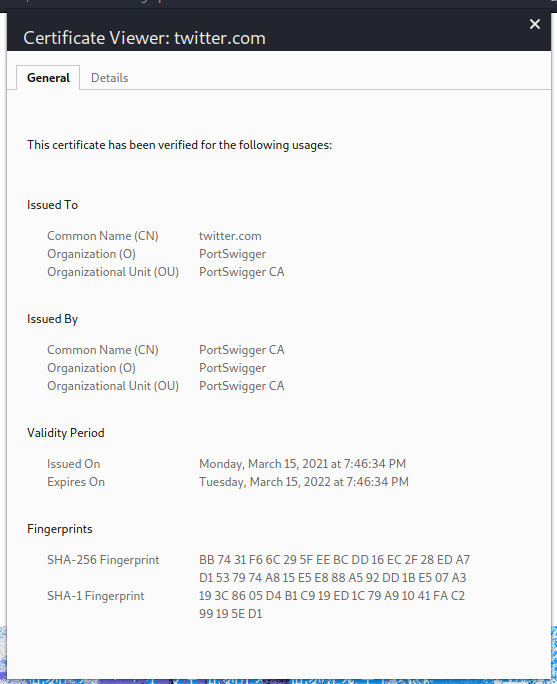 Certificate Viewer: twitter.com
General Details
This certificate has been verified for the following usages:
Issued To
Common Name (CN) twitter.com
Organization (O) PortSwigger
Organizational Unit (OU) PortSwigger CA
Issued By
Common Name (CN) PortSwigger CA
Organization (O) PortSwigger
Organizational Unit (OU) PortSwigger CA
Validity Period
Issued On Monday, March 15, 2021 at 7:46:34 PM
Expires On Tuesday, March 15, 2022 at 7:46:34 PM
Fingerprints
SHA-256 Fingerprint BB 74 31 F6 6C 29 5F EE BC DD 16 EC 2F 28 ED A7
D1 53 79 74 A8 15 E5 E8 88 A5 92 DD 1B E5 07 A3
SHA-1 Fingerprint 19 3C 86 05 D4 B1 C9 19 ED 1C 79 A9 10 41 FA C2
99 19 5E D1